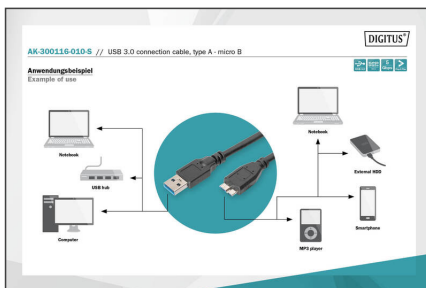 DIGITUS®
AK-300116-010-S // USB 3.0 connection cable, type A - micro B
Anwendungsbeispiel
Example of use
Notebook
USB hub
Computer
Notebook
External HDD
Smartphone
MP3 player